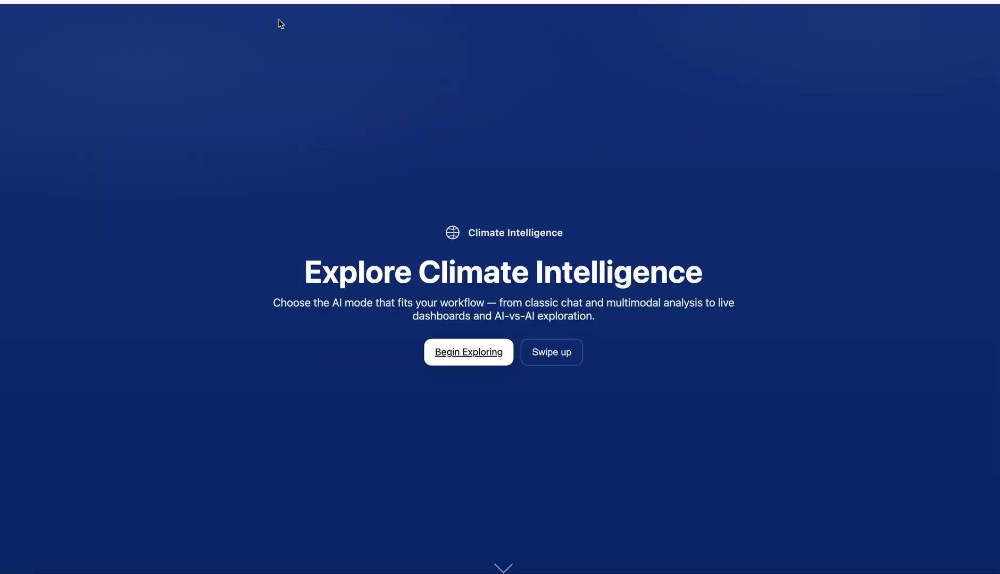 Climate Intelligence
Explore Climate Intelligence
Choose the AI mode that fits your workflow — from classic chat and multimodal analysis to live
dashboards and AI-vs-AI exploration.
Begin Exploring
Swipe up